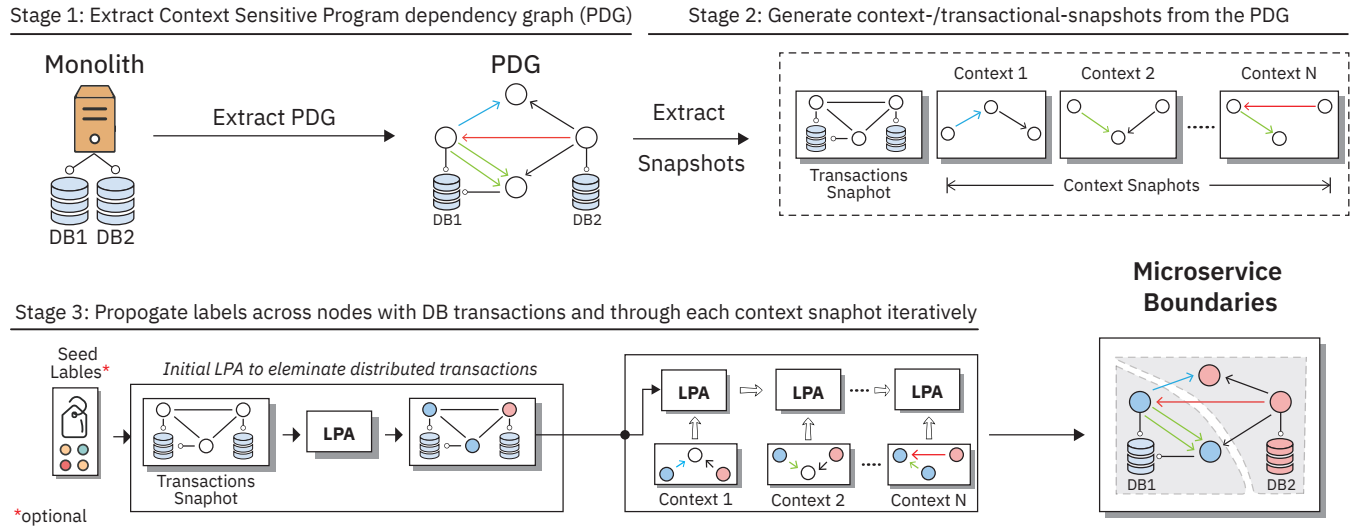 Stage 1: Extract Context Sensitive Program dependency graph (PDG)
Stage 2: Generate context-/transactional-snapshots from the PDG
Monolith
DB1 DB2
Extract PDG
PDG
DB1
DB2
Extract
Snapshots
Transactions
Snaphot
Context 1
Context 2
Context N
Context Snaphots
Stage 3: Propogate labels across nodes with DB transactions and through each context snapshot iteratively
Seed
Lables*
*optional
Initial LPA to eleminate distributed transactions
Transactions
Snaphot
LPA
LPA
LPA
LPA
Context 1
Context 2
Context N
Microservice
Boundaries
DB1
DB2